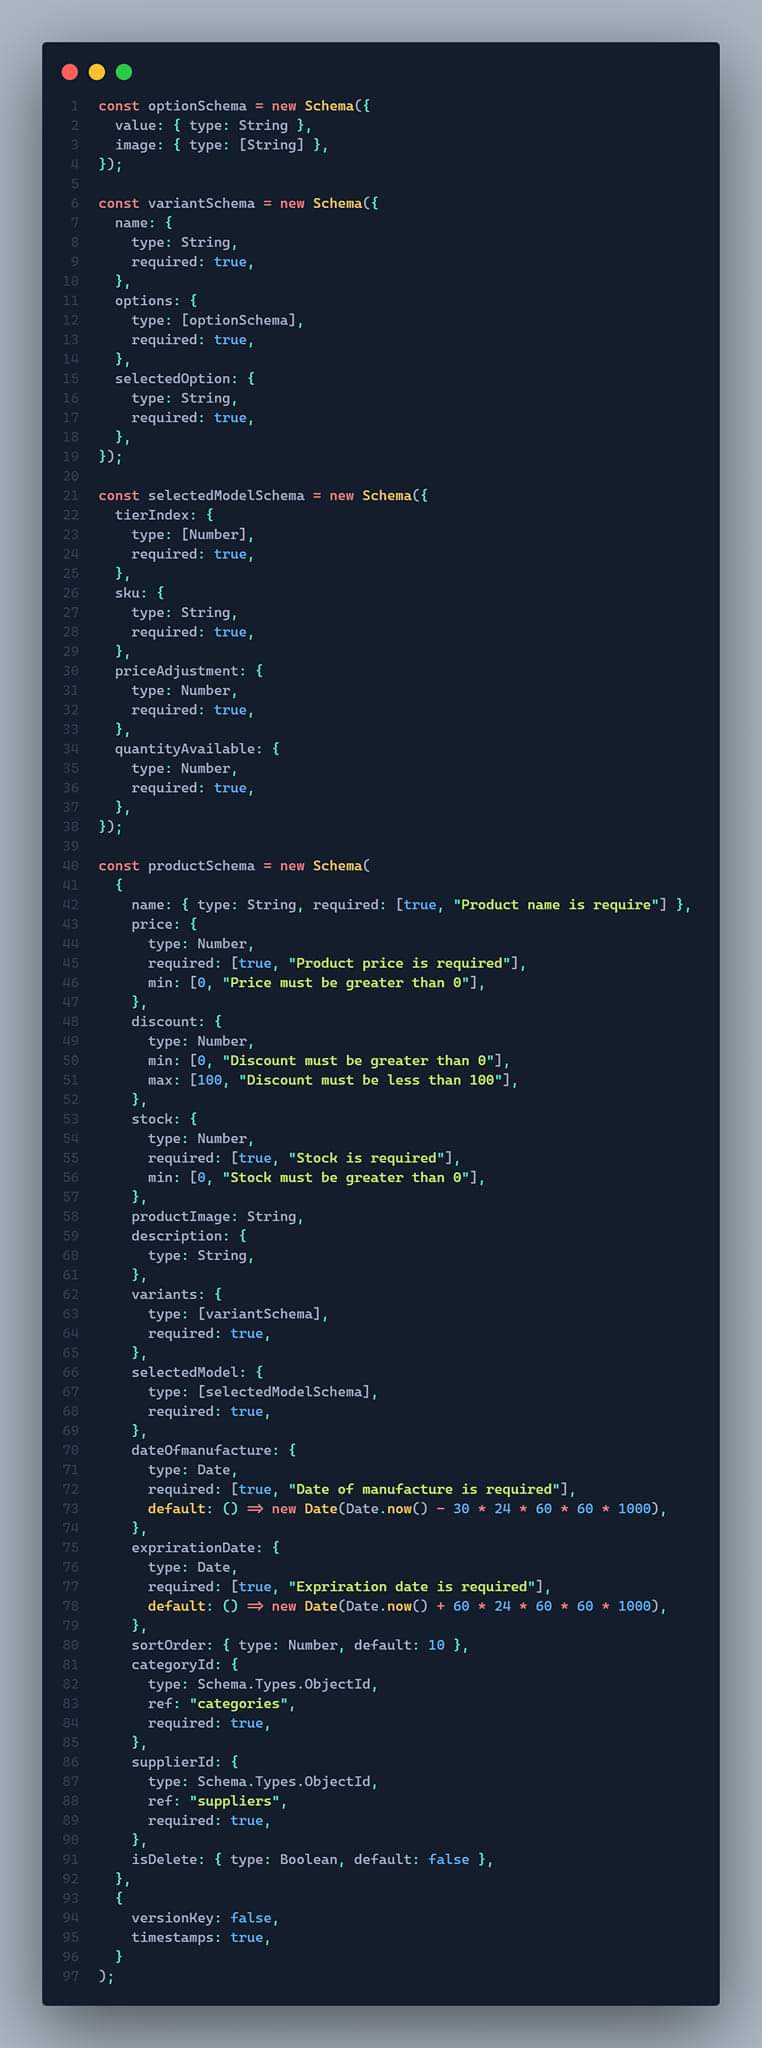 1 const optionSchema = new Schema({
2   value: { type: String },
3   image: { type: [String] },
4 });
5
6 const variantSchema = new Schema({
7   name: {
8     type: String,
9     required: true,
10   },
11   options: {
12     type: [optionSchema],
13     required: true,
14   },
15   selectedOption: {
16     type: String,
17     required: true,
18   },
19 });
20
21 const selectedModelSchema = new Schema({
22   tierIndex: {
23     type: [Number],
24     required: true,
25   },
26   sku: {
27     type: String,
28     required: true,
29   },
30   priceAdjustment: {
31     type: Number,
32     required: true,
33   },
34   quantityAvailable: {
35     type: Number,
36     required: true,
37   },
38 });
39
40 const productSchema = new Schema(
41   {
42     name: { type: String, required: [true, "Product name is require"] },
43     price: {
44       type: Number,
45       required: [true, "Product price is required"],
46       min: [0, "Price must be greater than 0"],
47     },
48     discount: {
49       type: Number,
50       min: [0, "Discount must be greater than 0"],
51       max: [100, "Discount must be less than 100"],
52     },
53     stock: {
54       type: Number,
55       required: [true, "Stock is required"],
56       min: [0, "Stock must be greater than 0"],
57     },
58     productImage: String,
59     description: {
60       type: String,
61     },
62     variants: {
63       type: [variantSchema],
64       required: true,
65     },
66     selectedModel: {
67       type: [selectedModelSchema],
68       required: true,
69     },
70     dateOfmanufacture: {
71       type: Date,
72       required: [true, "Date of manufacture is required"],
73       default: () => new Date(Date.now() - 30 * 24 * 60 * 60 * 1000),
74     },
75     exprirationDate: {
76       type: Date,
77       required: [true, "Expriration date is required"],
78       default: () => new Date(Date.now() + 60 * 24 * 60 * 60 * 1000),
79     },
80     sortOrder: { type: Number, default: 10 },
81     categoryId: {
82       type: Schema.Types.ObjectId,
83       ref: "categories",
84       required: true,
85     },
86     supplierId: {
87       type: Schema.Types.ObjectId,
88       ref: "suppliers",
89       required: true,
90     },
91     isDelete: { type: Boolean, default: false },
92   },
93   {
94     versionKey: false,
95     timestamps: true,
96   }
97 );